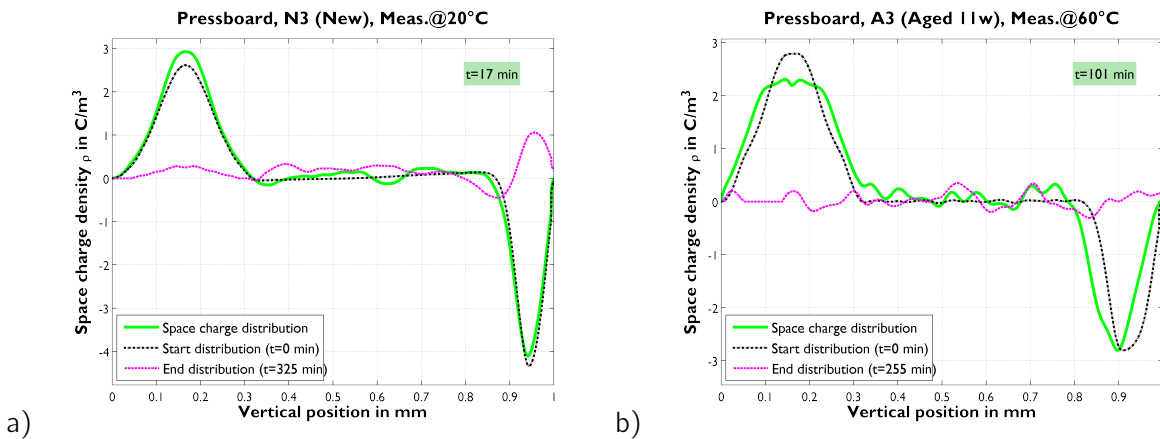 Pressboard, N3 (New), Meas.@20°C
Space charge density ρ in C/m³
3
2
1
0
-1
-2
-3
-4
t=17 min
Space charge distribution
Start distribution (t=0 min)
End distribution (t=325 min)
0 0.1 0.2 0.3 0.4 0.5 0.6 0.7 0.8 0.9 1
Vertical position in mm
a)
Pressboard, A3 (Aged 11w), Meas.@60°C
Space charge density ρ in C/m³
3
2
1
0
-1
-2
-3
t=101 min
Space charge distribution
Start distribution (t=0 min)
End distribution (t=255 min)
0 0.1 0.2 0.3 0.4 0.5 0.6 0.7 0.8 0.9
Vertical position in mm
b)